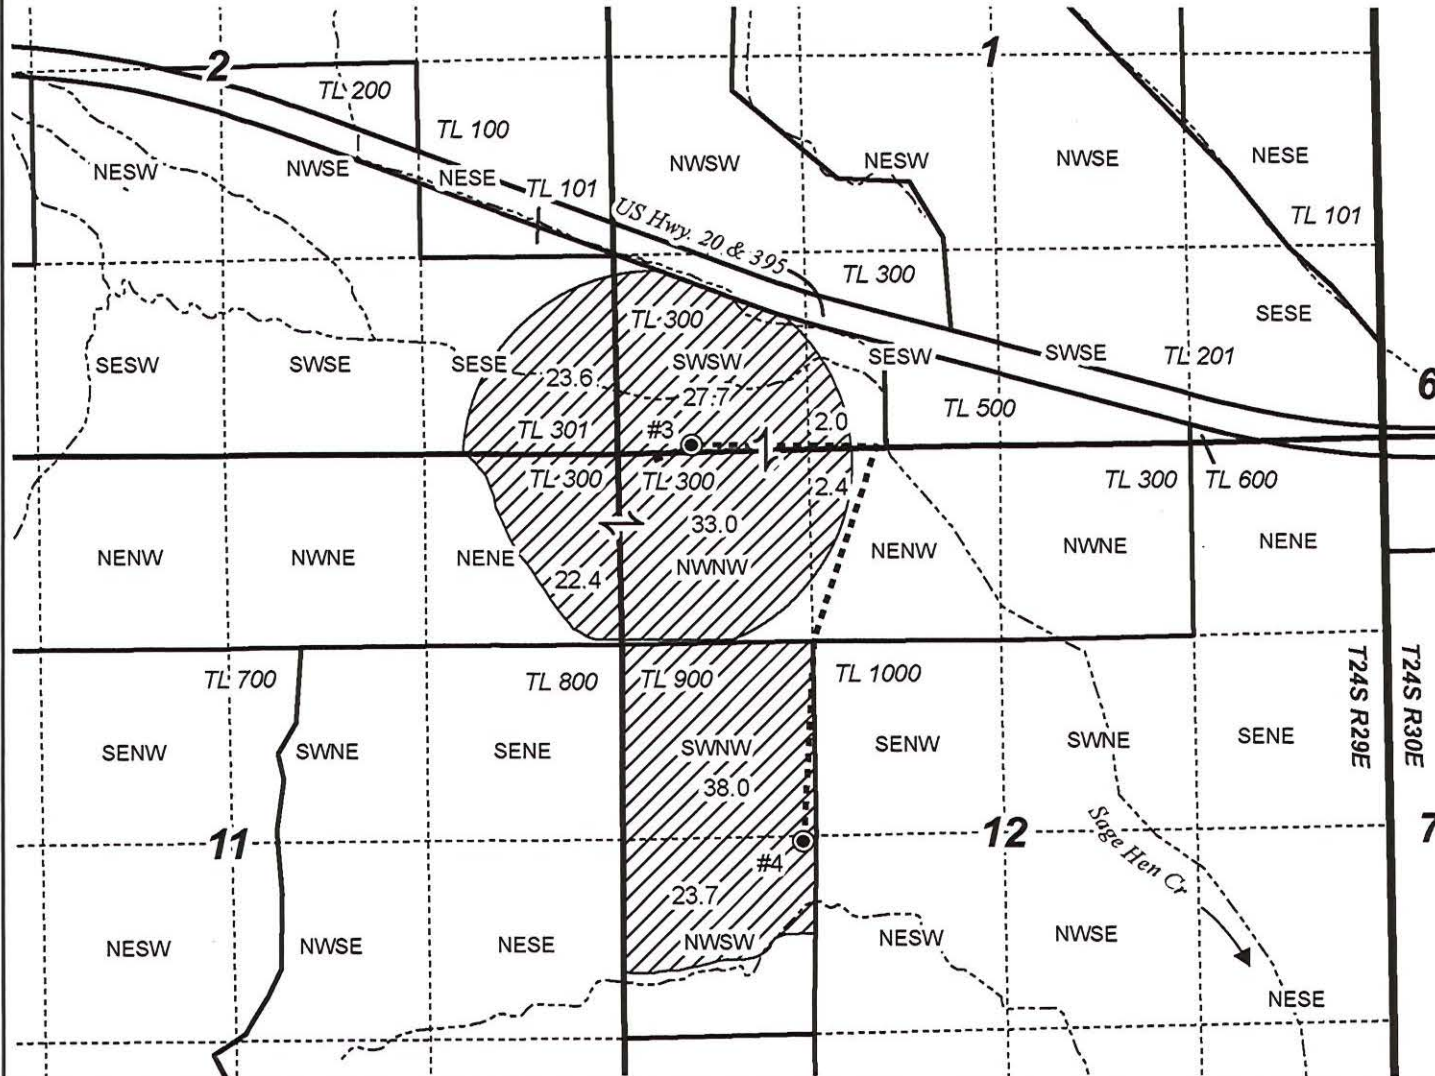 2
1
TL 200
TL 100
NESW
NWSE
NESE
TL 101
NWSW
NESW
NWSE
NESE
TL 101
US Hwy. 20 & 395
TL 300
SESE
TL 300
SESW
SWSE
SESE
23.6
SWSW
27.7
SESW
SWSE
TL 201
6
TL 301
#3
2.0
TL 500
TL 300
TL 300
2.4
TL 300
TL 600
33.0
NENW
NWNE
NENE
22.4
NWNW
NENW
NWNE
NENE
TL 700
TL 800
TL 900
TL 1000
T24S R29E
T24S R30E
SENW
SWNE
SENE
SWNW
38.0
SENW
SWNE
SENE
11
12
7
#4
Sage Hen Cr
23.7
NESW
NWSE
NESE
NWSW
NESW
NWSE
NESE